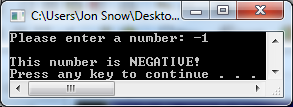 C:\Users\Jon Snow\Deskto...
Please enter a number: -1
This number is NEGATIVE!
Press any key to continue . . .